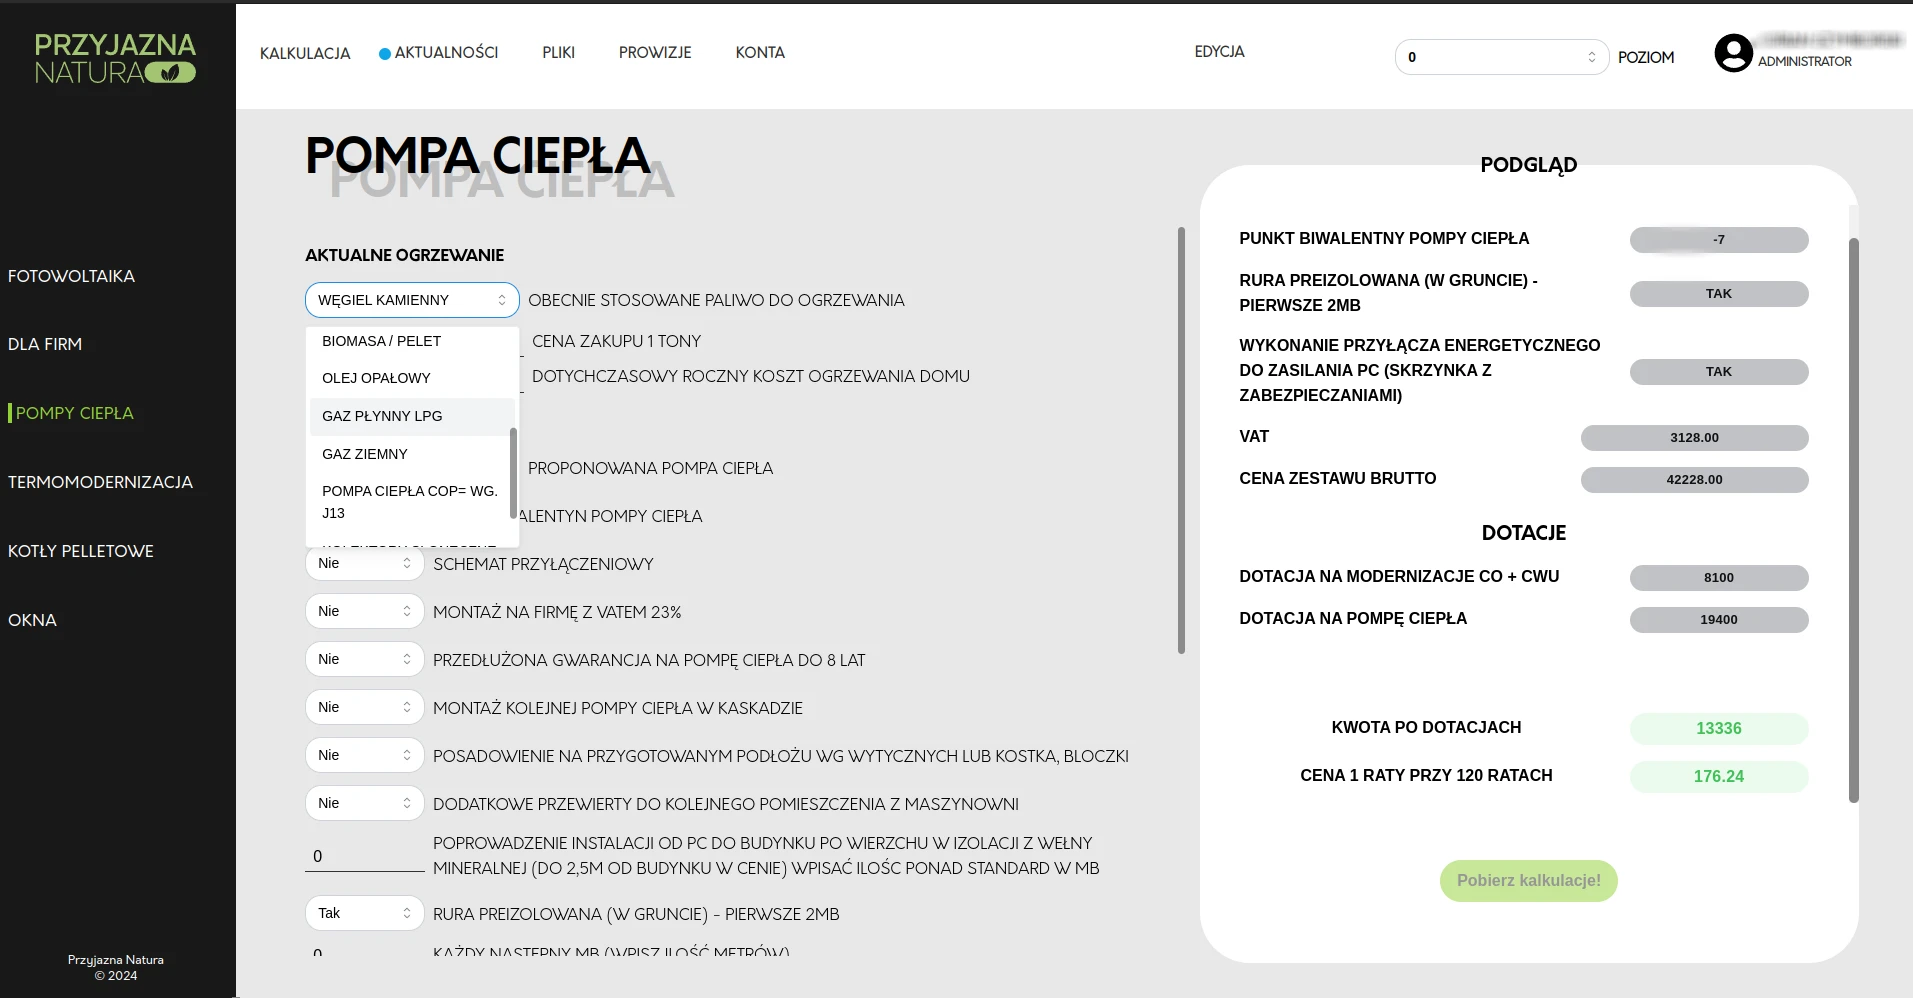 PRZYJAZNA
NATURA
KALKULACJA
AKTUALNOŚCI
PLIKI
PROWIZJE
KONTA
EDYCJA
0
POZIOM
ADMINISTRATOR
FOTOWOLTAIKA
DLA FIRM
POMPY CIEPŁA
TERMOMODERNIZACJA
KOTŁY PELLETOWE
OKNA
Przyjazna Natura
© 2024
POMPA CIEPŁA
POMPA CIEPŁA
AKTUALNE OGRZEWANIE
WĘGIEL KAMIENNY
OBECNIE STOSOWANE PALIWO DO OGRZEWANIA
BIOMASA / PELET
OLEJ OPAŁOWY
GAZ PŁYNNY LPG
GAZ ZIEMNY
POMPA CIEPŁA COP= WG.
J13
CENA ZAKUPU 1 TONY
DOTYCHCZASOWY ROCZNY KOSZT OGRZEWANIA DOMU
PROPONOWANA POMPA CIEPŁA
ALENTYN POMPY CIEPŁA
Nie
SCHEMAT PRZYŁĄCZENIOWY
Nie
MONTAŻ NA FIRMĘ Z VATEM 23%
Nie
PRZEDŁUŻONA GWARANCJA NA POMPĘ CIEPŁA DO 8 LAT
Nie
MONTAŻ KOLEJNEJ POMPY CIEPŁA W KASKADZIE
Nie
POSADOWIENIE NA PRZYGOTOWANYM PODŁOŻU WG WYTYCZNYCH LUB KOSTKA, BLOCZKI
Nie
DODATKOWE PRZEWIERTY DO KOLEJNEGO POMIESZCZENIA Z MASZYNOWNI
0
POPROWADZENIE INSTALACJI OD PC DO BUDYNKU PO WIERZCHU W IZOLACJI Z WEŁNY
MINERALNEJ (DO 2,5M OD BUDYNKU W CENIE) WPISAĆ ILOŚC PONAD STANDARD W MB
Tak
RURA PREIZOLOWANA (W GRUNCIE) - PIERWSZE 2MB
0
KAŻDY NASTĘPNY MB (WPISZ ILOŚĆ METRÓW)
PODGLĄD
PUNKT BIWALENTNY POMPY CIEPŁA
-7
RURA PREIZOLOWANA (W GRUNCIE) -
PIERWSZE 2MB
TAK
WYKONANIE PRZYŁĄCZA ENERGETYCZNEGO
DO ZASILANIA PC (SKRZYNKA Z
ZABEZPIECZANIAMI)
TAK
VAT
3128.00
CENA ZESTAWU BRUTTO
42228.00
DOTACJE
DOTACJA NA MODERNIZACJE CO + CWU
8100
DOTACJA NA POMPĘ CIEPŁA
19400
KWOTA PO DOTACJACH
13336
CENA 1 RATY PRZY 120 RATACH
176.24
Pobierz kalkulacje!